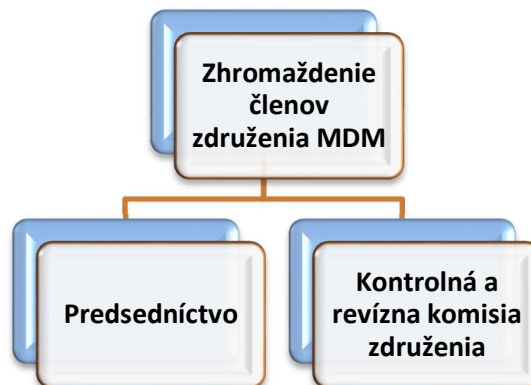 Zhromaždenie
členov
združenia MDM
Predsedníctvo
Kontrolná a
revízna komisia
združenia